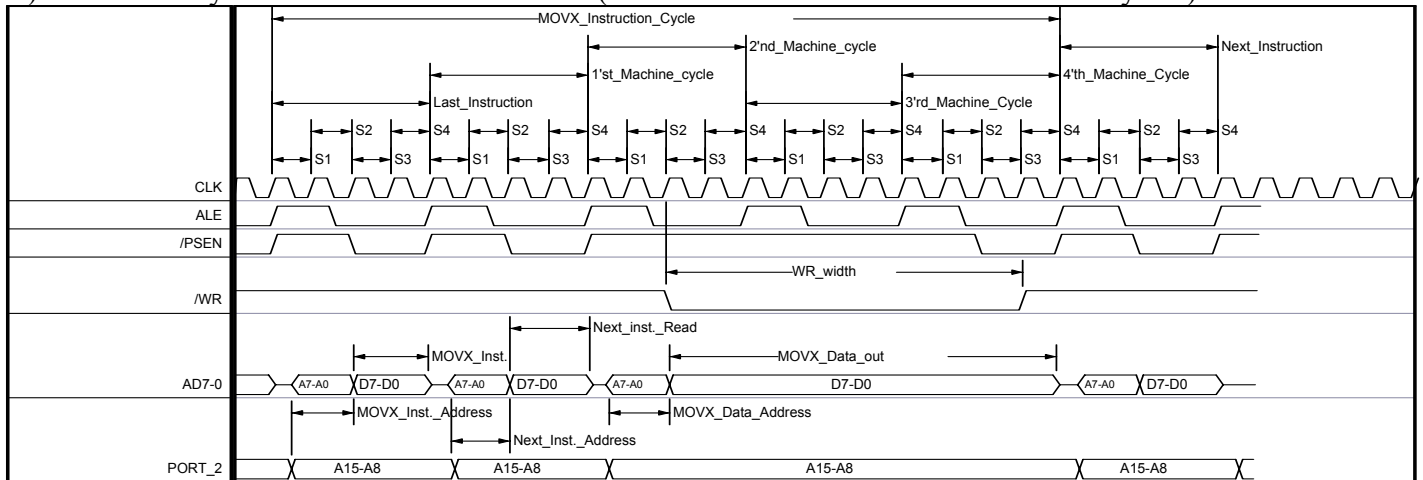 MOVX_Instruction_Cycle
2'nd_Machine_cycle Next_Instruction
1'st_Machine_cycle 4'th_Machine_Cycle
Last_Instruction 3'rd_Machine_Cycle
S2 S4 S2 S4 S2 S4 S2 S4 S2 S4 S2 S4
S1 S3 S1 S3 S1 S3 S1 S3 S1 S3 S1 S3
CLK
ALE
/PSEN
WR_width
/WR
Next_inst._Read
MOVX_Inst. MOVX_Data_out
AD7-0 A7-A0 D7-D0 A7-A0 D7-D0 A7-A0 D7-D0 A7-A0 D7-D0
MOVX_Inst._Address MOVX_Data_Address
Next_Inst._Address
PORT_2 A15-A8 A15-A8 A15-A8 A15-A8